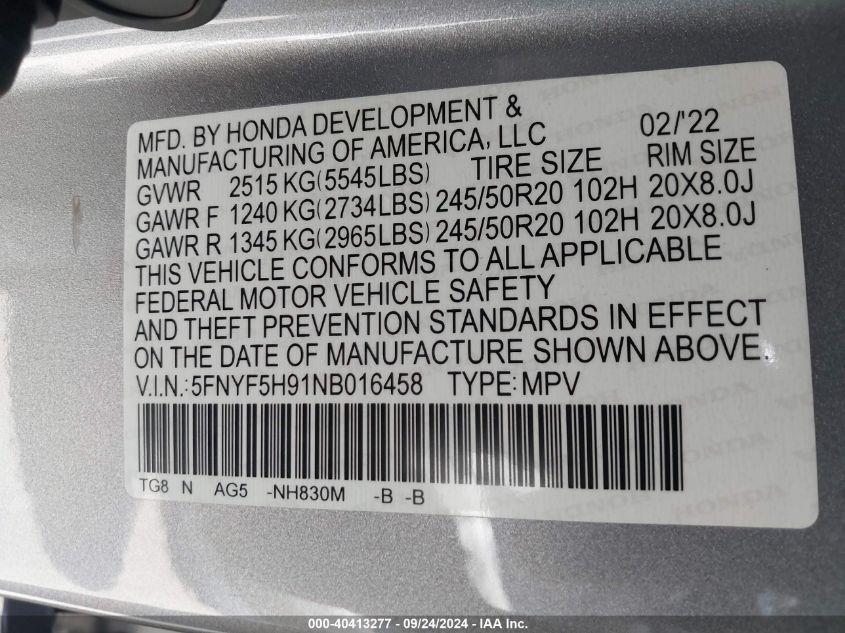 MFD. BY HONDA DEVELOPMENT & 02/'22
MANUFACTURING OF AMERICA, LLC
TIRE SIZE RIM SIZE
GVWR 2515 KG(5545LBS)
GAWR F 1240 KG(2734LBS) 245/50R20 102H 20X8.0J
GAWR R 1345 KG(2965LBS) 245/50R20 102H 20X8.0J
THIS VEHICLE CONFORMS TO ALL APPLICABLE
FEDERAL MOTOR VEHICLE SAFETY
AND THEFT PREVENTION STANDARDS IN EFFECT
ON THE DATE OF MANUFACTURE SHOWN ABOVE.
V.I.N.:5FNYF5H91NB016458 TYPE:MPV
TG8 N AG5 -NH830M -B -B
HONDA
000-40413277 - 09/24/2024 - © IAA, Inc.